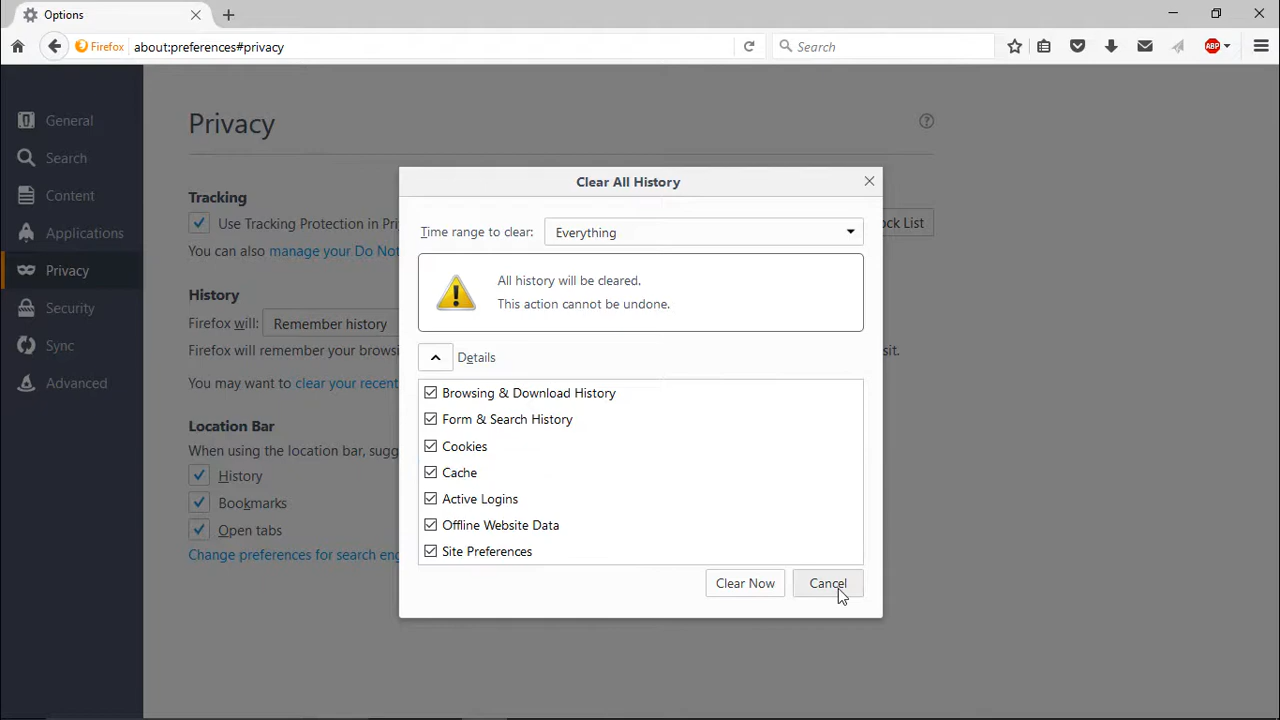 Options
Firefox about:preferences#privacy Search ABP
General
Search
Content
Applications
Privacy
Security
Sync
Advanced
Privacy
Tracking
Use Tracking Protection in Pri ock List
You can also manage your Do Not
History
Firefox will: Remember history
Firefox will remember your browsi sit.
You may want to clear your recent
Location Bar
When using the location bar, sugg
History
Bookmarks
Open tabs
Change preferences for search eng
Clear All History
Time range to clear: Everything
All history will be cleared.
This action cannot be undone.
Details
Browsing & Download History
Form & Search History
Cookies
Cache
Active Logins
Offline Website Data
Site Preferences
Clear Now Cancel